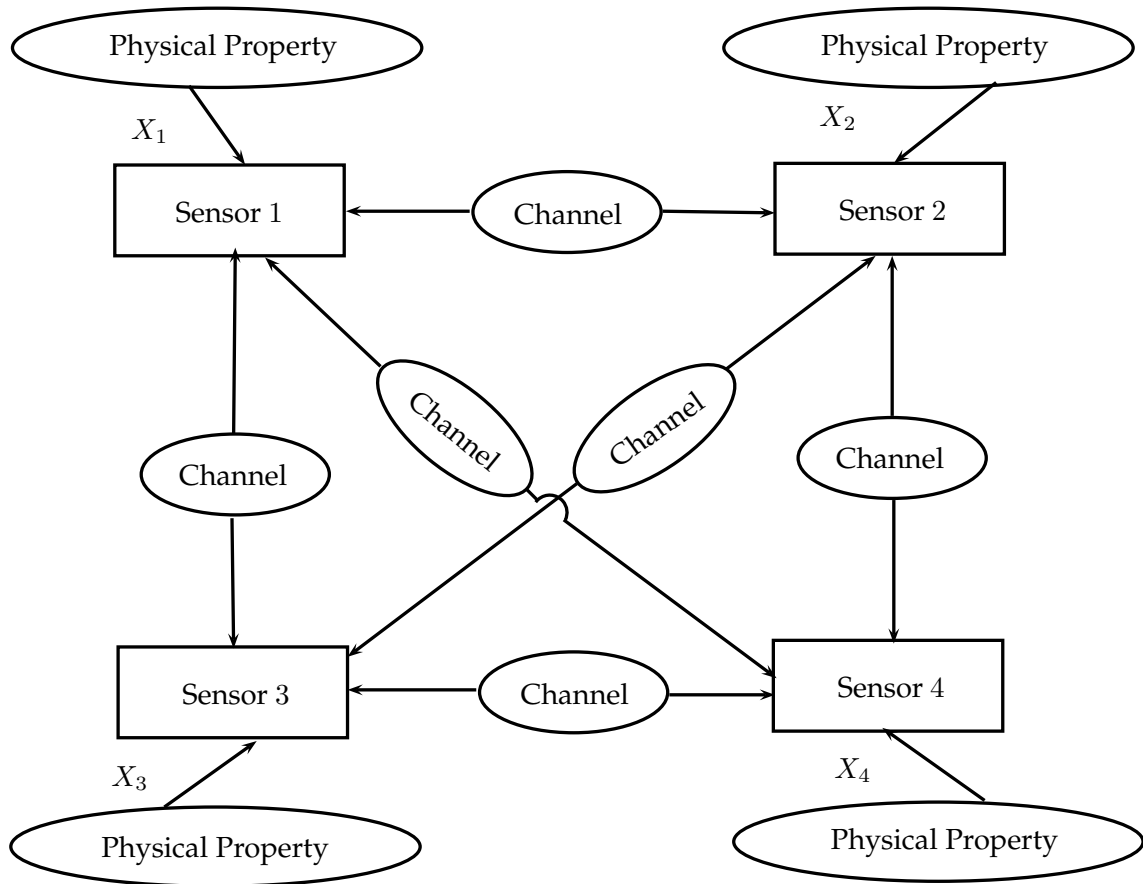 Physical Property
Physical Property
X₁
X₂
Sensor 1
Channel
Sensor 2
Channel
Channel
Channel
Channel
Sensor 3
Channel
Sensor 4
X₃
X₄
Physical Property
Physical Property